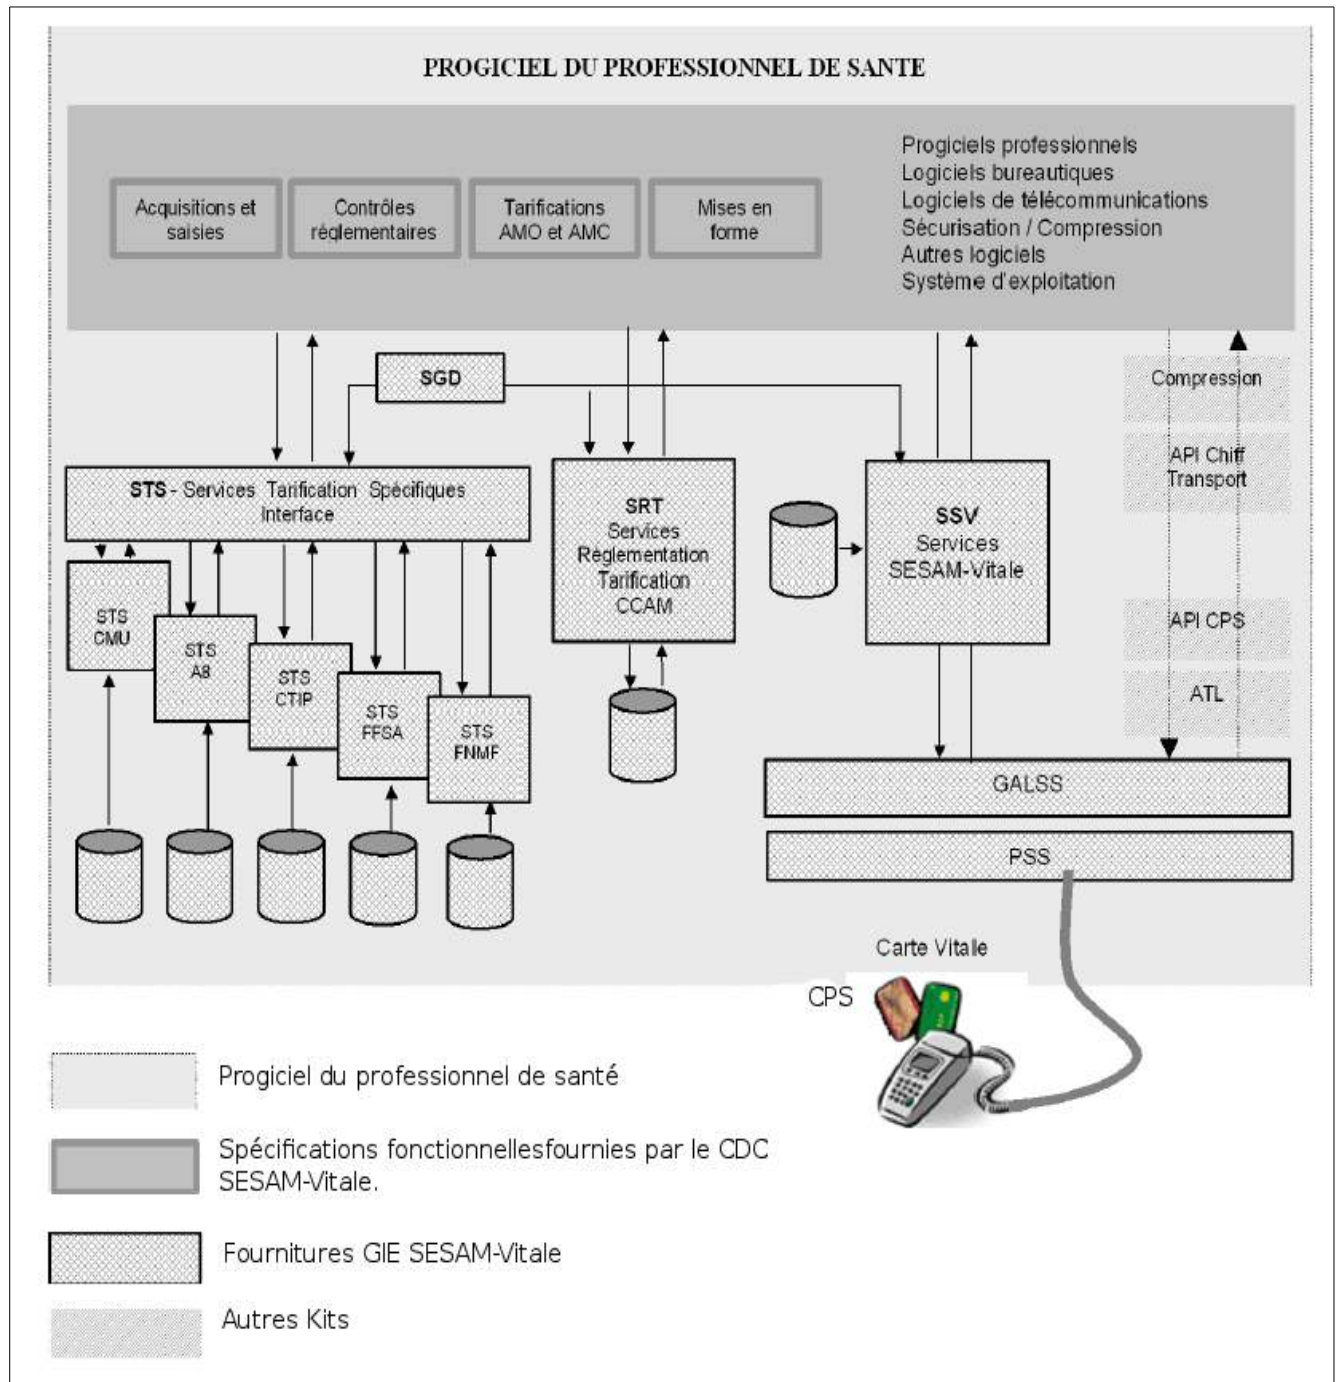 PROGICIEL DU PROFESSIONNEL DE SANTE
Acquisitions et
saisies
Contrôles
réglementaires
Tarifications
AMO et AMC
Mises en
forme
Progiciels professionnels
Logiciels bureautiques
Logiciels de télécommunications
Sécurisation / Compression
Autres logiciels
Système d'exploitation
SGD
Compression
API Chiff
Transport
STS - Services Tarification Spécifiques
Interface
SRT
Services
Réglementation
Tarification
CCAM
SSV
Services
SESAM-Vitale
STS
CMU
STS
A8
STS
CTIP
STS
FFSA
STS
FNMF
API CPS
ATL
GALSS
PSS
Carte Vitale
CPS
Progiciel du professionnel de santé
Spécifications fonctionnellesfournies par le CDC
SESAM-Vitale.
Fournitures GIE SESAM-Vitale
Autres Kits